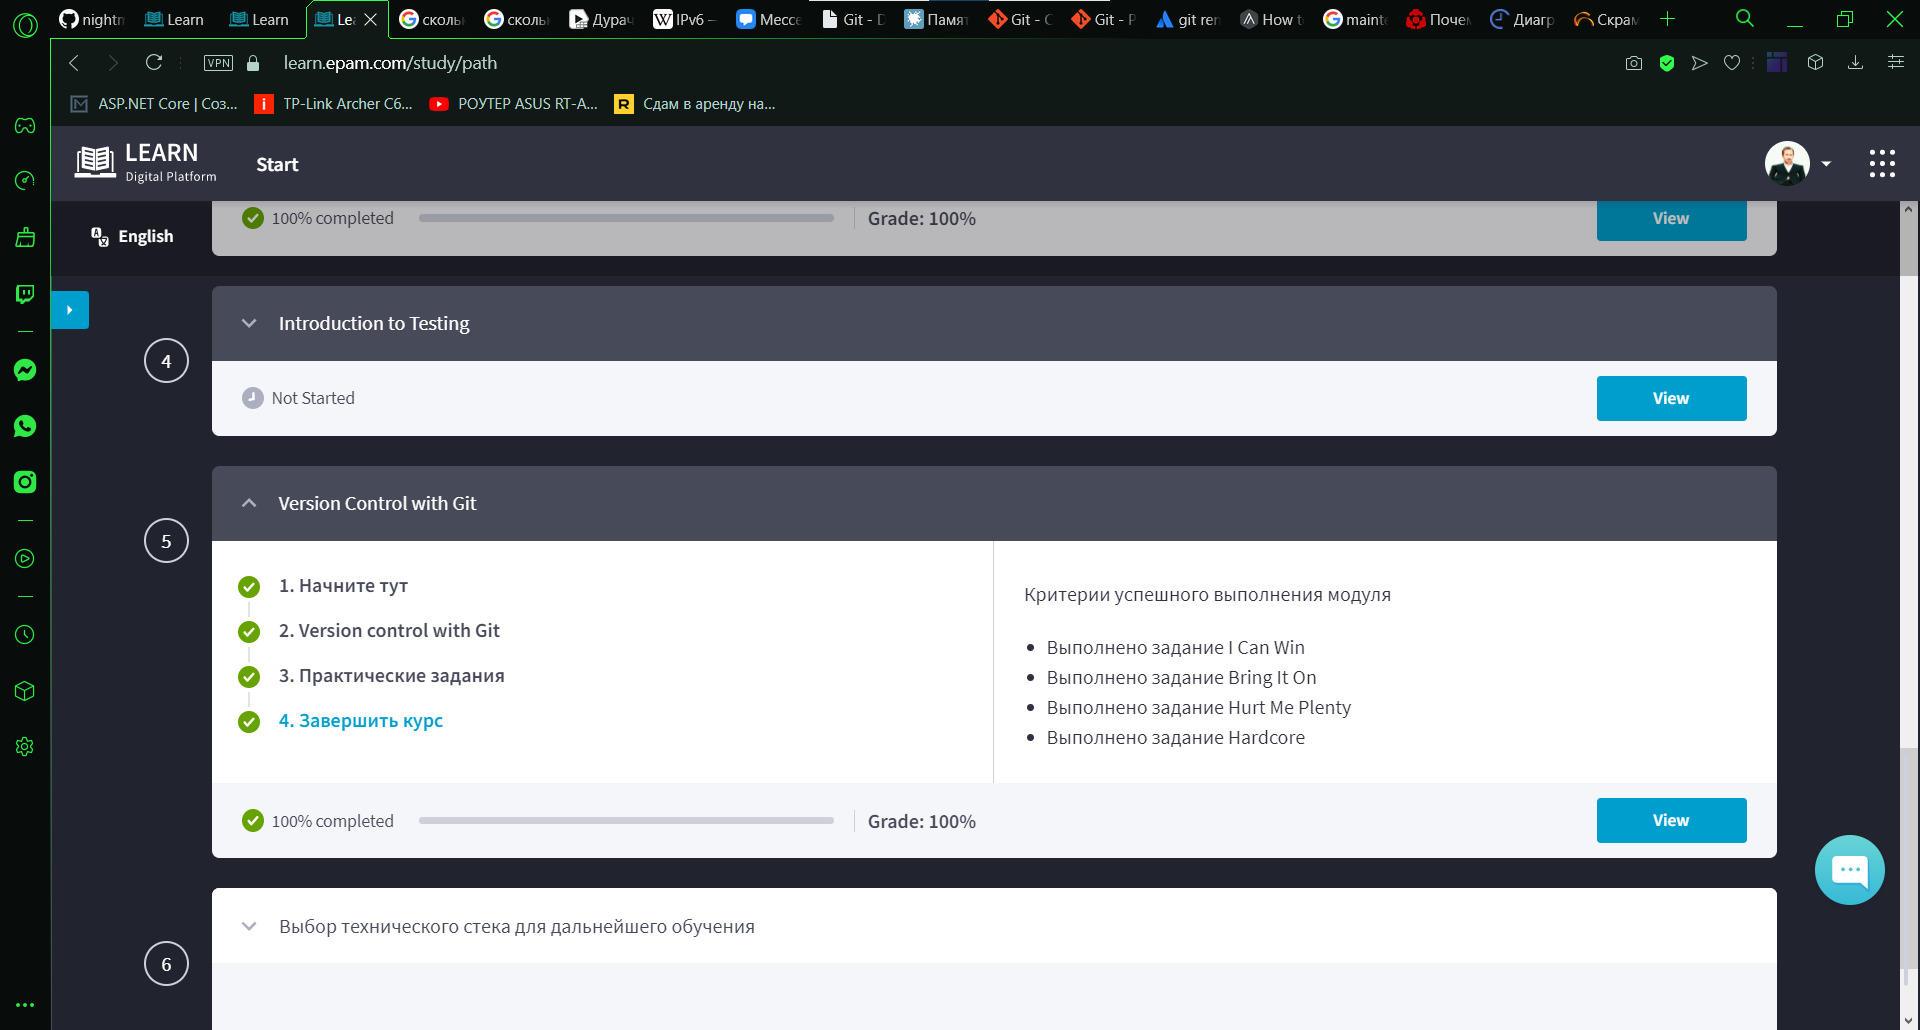 nightm
Learn
Learn
Le
сколь
сколь
Дурач
IPv6 –
Мессе
Git - D
Памят
Git - C
Git - P
git ren
How t
mainte
Почем
Диагр
Скрам
VPN
learn.epam.com/study/path
ASP.NET Core | Соз...
TP-Link Archer C6...
РОУТЕР ASUS RT-A...
Сдам в аренду на...
LEARN
Digital Platform
Start
English
100% completed
Grade: 100%
View
4
Introduction to Testing
Not Started
View
5
Version Control with Git
1. Начните тут
2. Version control with Git
3. Практические задания
4. Завершить курс
Критерии успешного выполнения модуля
Выполнено задание I Can Win
Выполнено задание Bring It On
Выполнено задание Hurt Me Plenty
Выполнено задание Hardcore
100% completed
Grade: 100%
View
6
Выбор технического стека для дальнейшего обучения